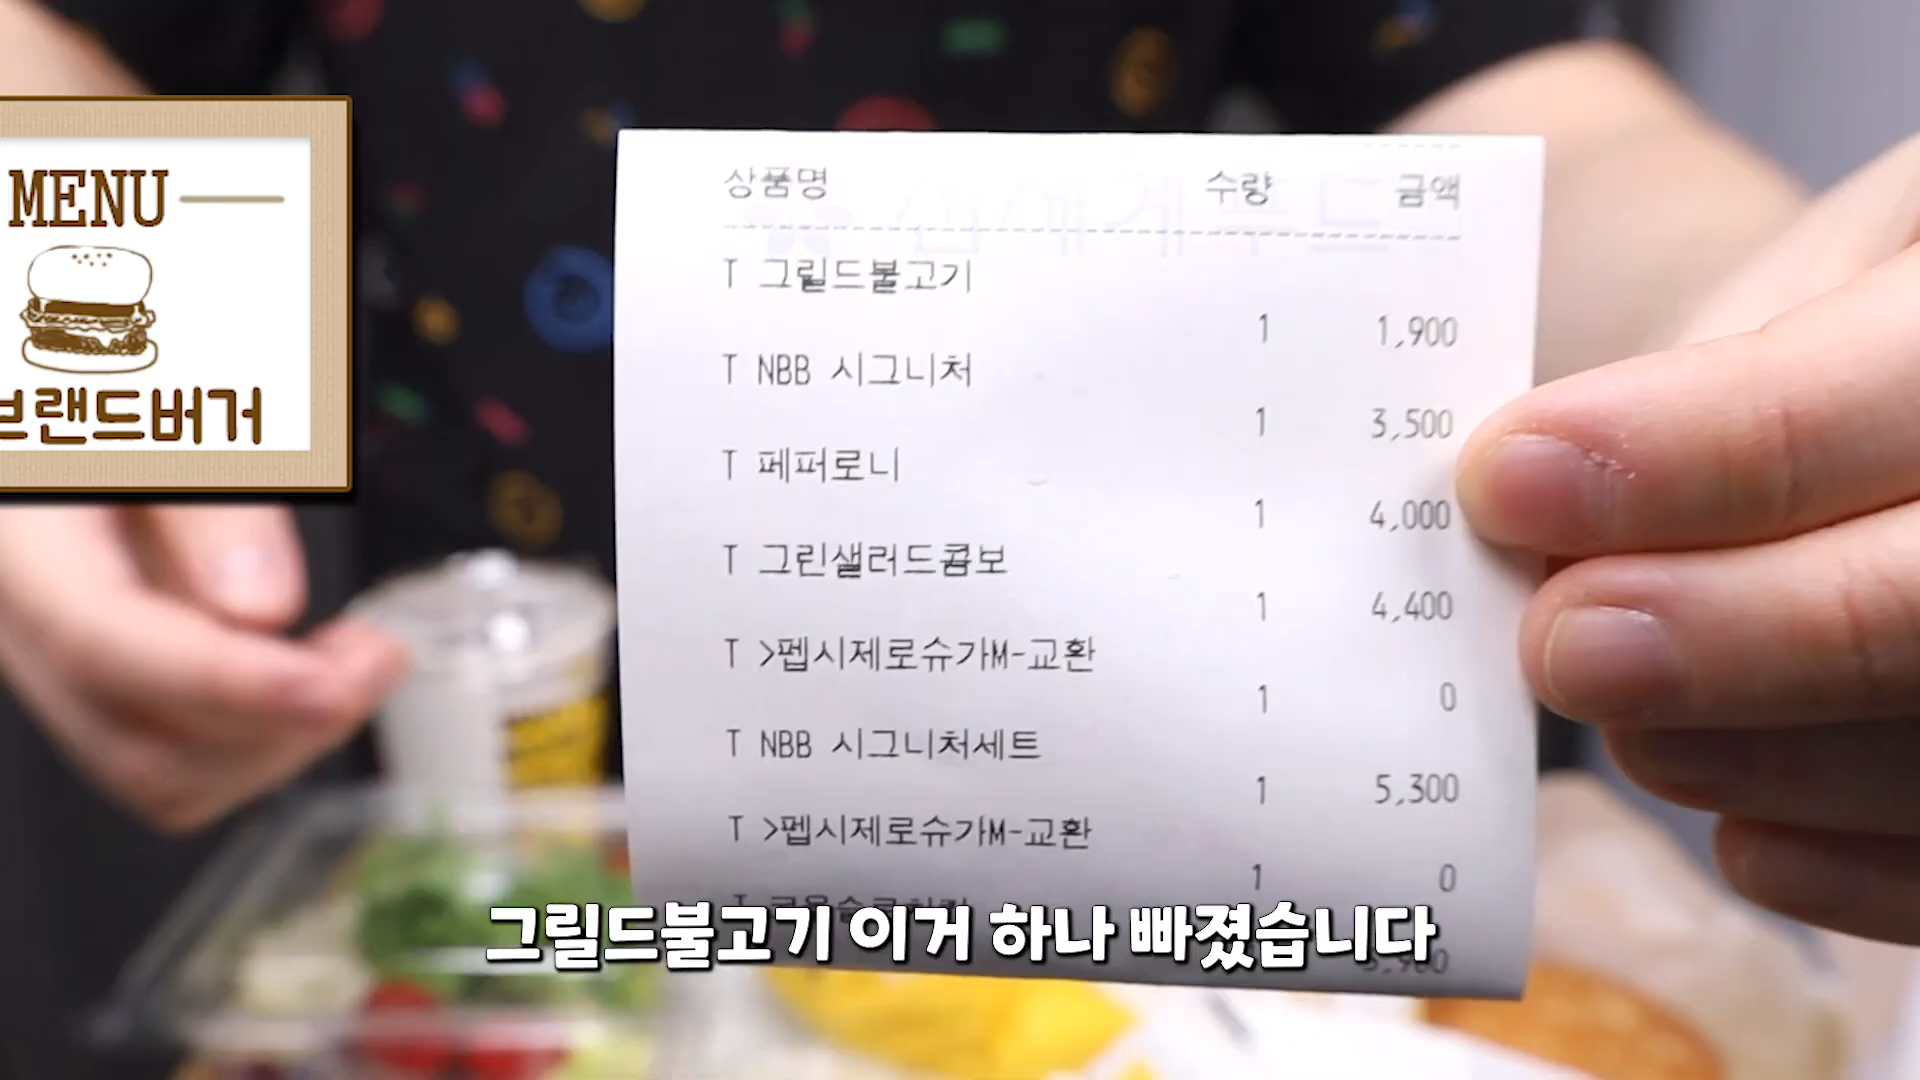 MENU
브랜드버거
상품명 수량 금액
T 그릴드불고기
1 1,900
T NBB 시그니처
1 3,500
T 페퍼로니
1 4,000
T 그린샐러드콤보
1 4,400
T >펩시제로슈가M-교환
1 0
T NBB 시그니처세트
1 5,300
T >펩시제로슈가M-교환
1 0
그릴드불고기 이거 하나 빠졌습니다